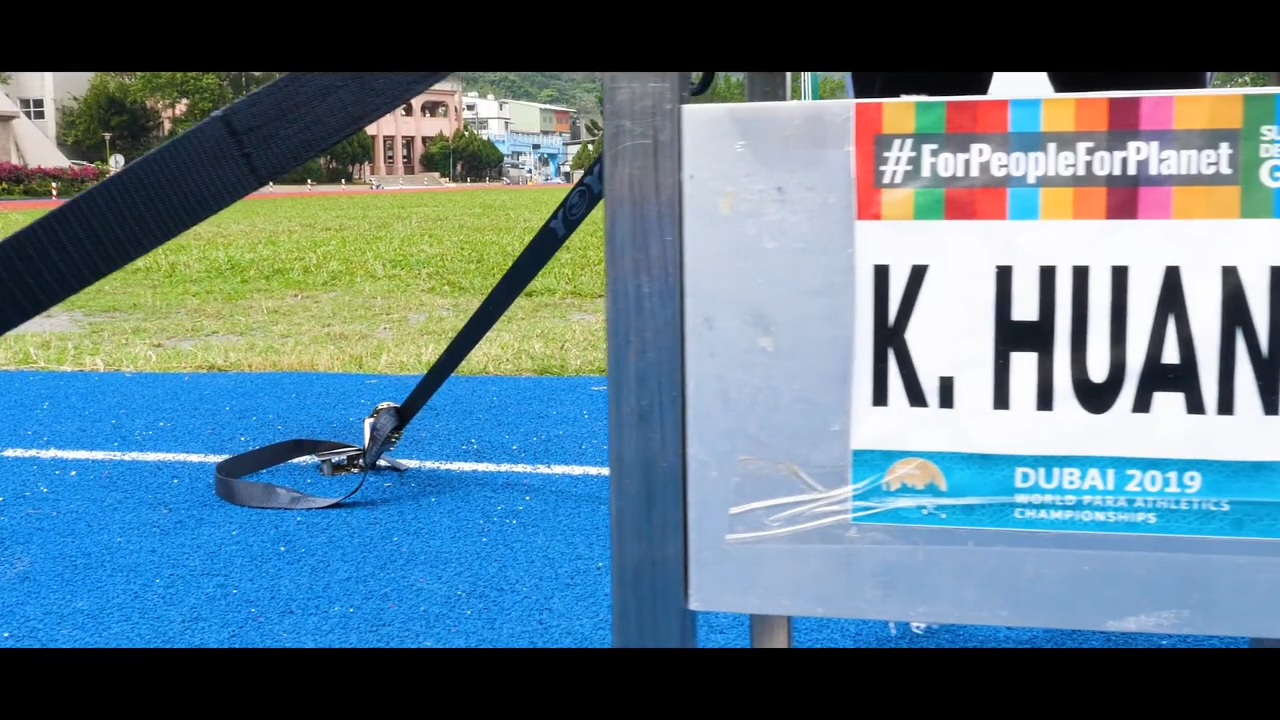 #ForPeopleForPlanet
K. HUAN
DUBAI 2019
WORLD PARA ATHLETICS
CHAMPIONSHIPS